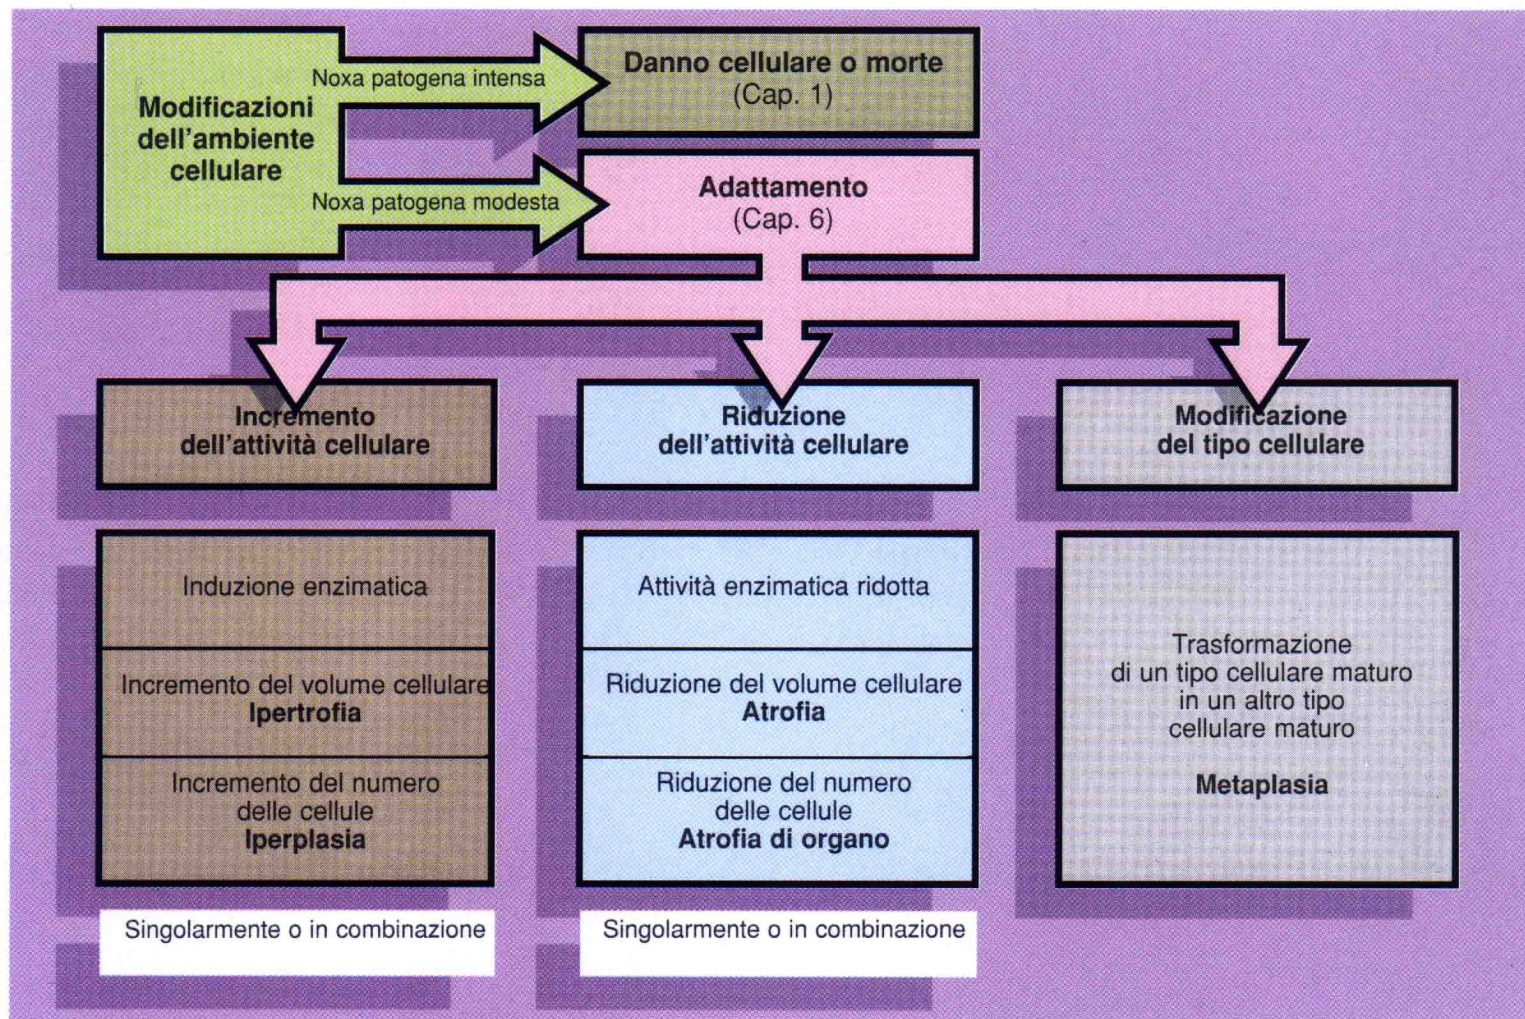 Modificazioni
dell'ambiente
cellulare
Noxa patogena intensa
Danno cellulare o morte
(Cap. 1)
Noxa patogena modesta
Adattamento
(Cap. 6)
Incremento
dell'attività cellulare
Riduzione
dell'attività cellulare
Modificazione
del tipo cellulare
Induzione enzimatica
Incremento del volume cellulare
Ipertrofia
Incremento del numero
delle cellule
Iperplasia
Singolarmente o in combinazione
Attività enzimatica ridotta
Riduzione del volume cellulare
Atrofia
Riduzione del numero
delle cellule
Atrofia di organo
Singolarmente o in combinazione
Trasformazione
di un tipo cellulare maturo
in un altro tipo
cellulare maturo
Metaplasia